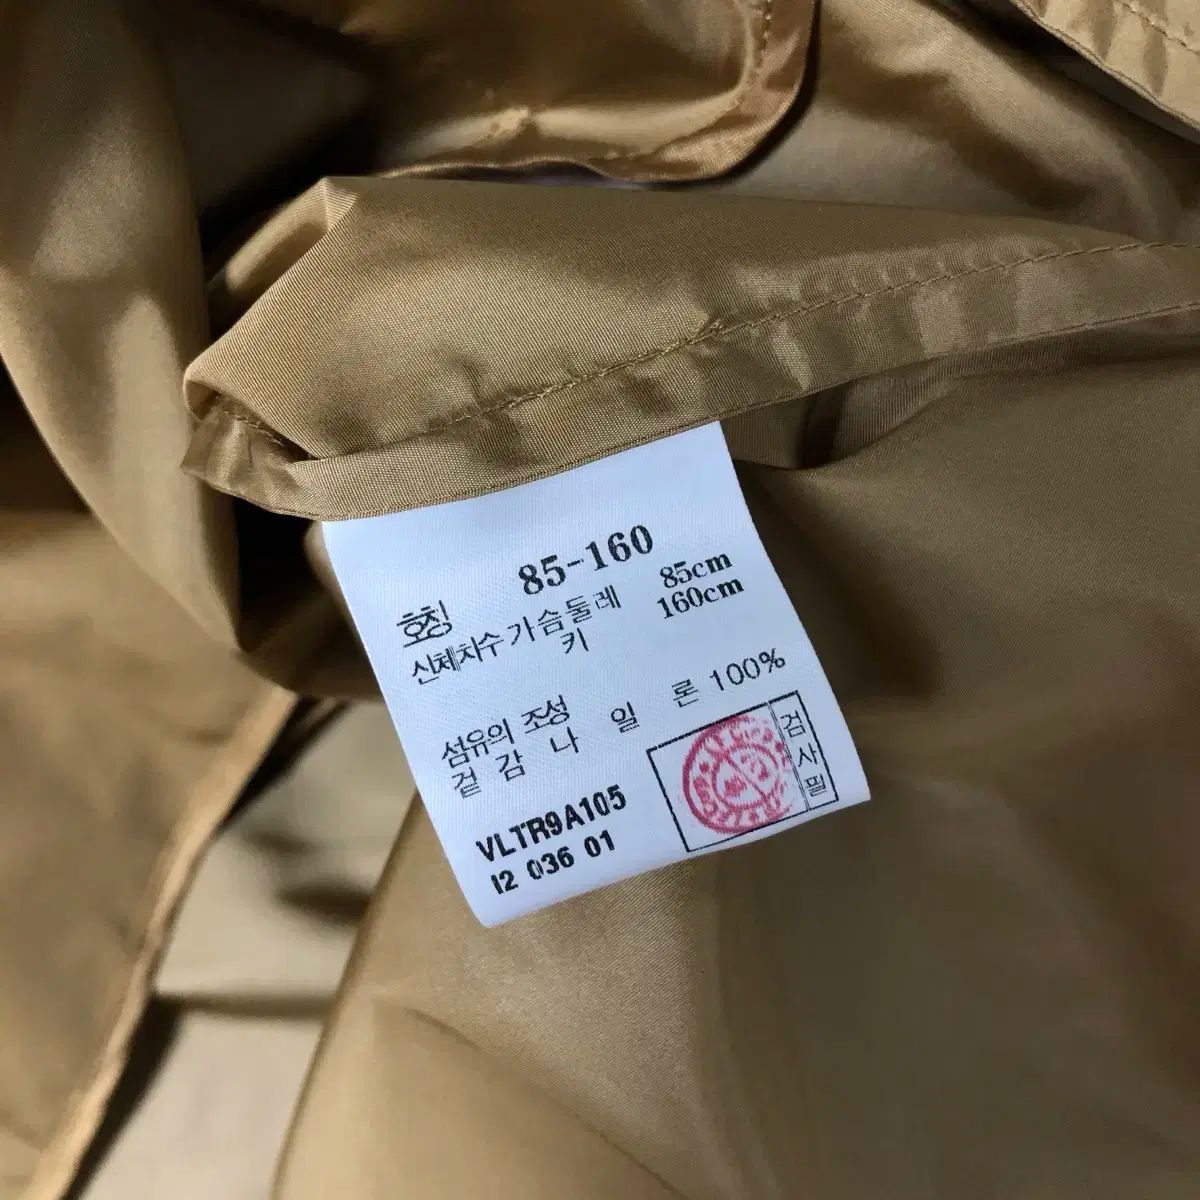 호칭 85-160
신체치수 가슴둘레 85cm
키 160cm
섬유의 조성
겉감 나일론 100%
VLTR9A105
12 036 01
검사필